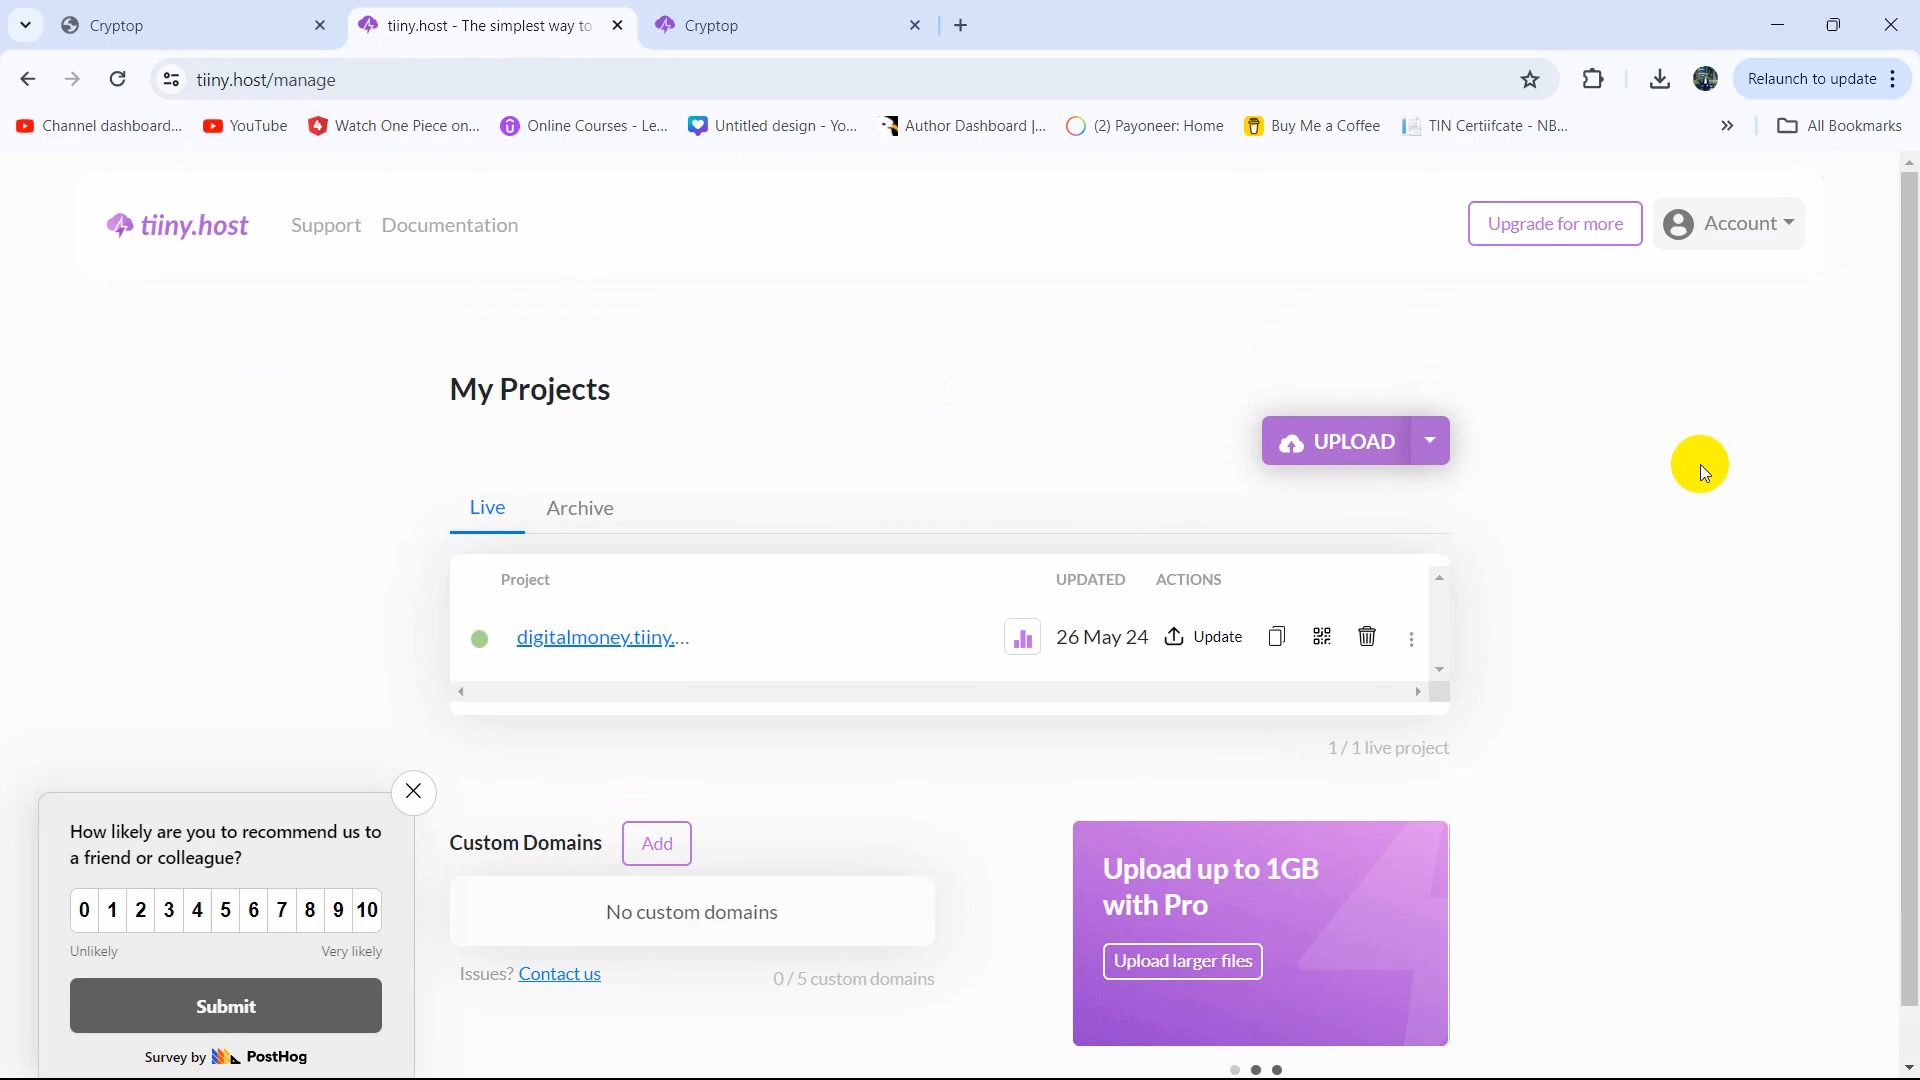 Cryptop
tiiny.host - The simplest way to
Cryptop
tiiny.host/manage
Relaunch to update
Channel dashboard...
YouTube
Watch One Piece on...
Online Courses - Le...
Untitled design - Yo...
Author Dashboard |...
(2) Payoneer: Home
Buy Me a Coffee
TIN Certiifcate - NB...
All Bookmarks
tiiny.host
Support
Documentation
Upgrade for more
Account
My Projects
UPLOAD
Live
Archive
Project
UPDATED
ACTIONS
digitalmoney.tiiny....
26 May 24
Update
1 / 1 live project
How likely are you to recommend us to
a friend or colleague?
0 1 2 3 4 5 6 7 8 9 10
Unlikely
Very likely
Submit
Survey by PostHog
Custom Domains
Add
No custom domains
Issues? Contact us
0 / 5 custom domains
Upload up to 1GB
with Pro
Upload larger files